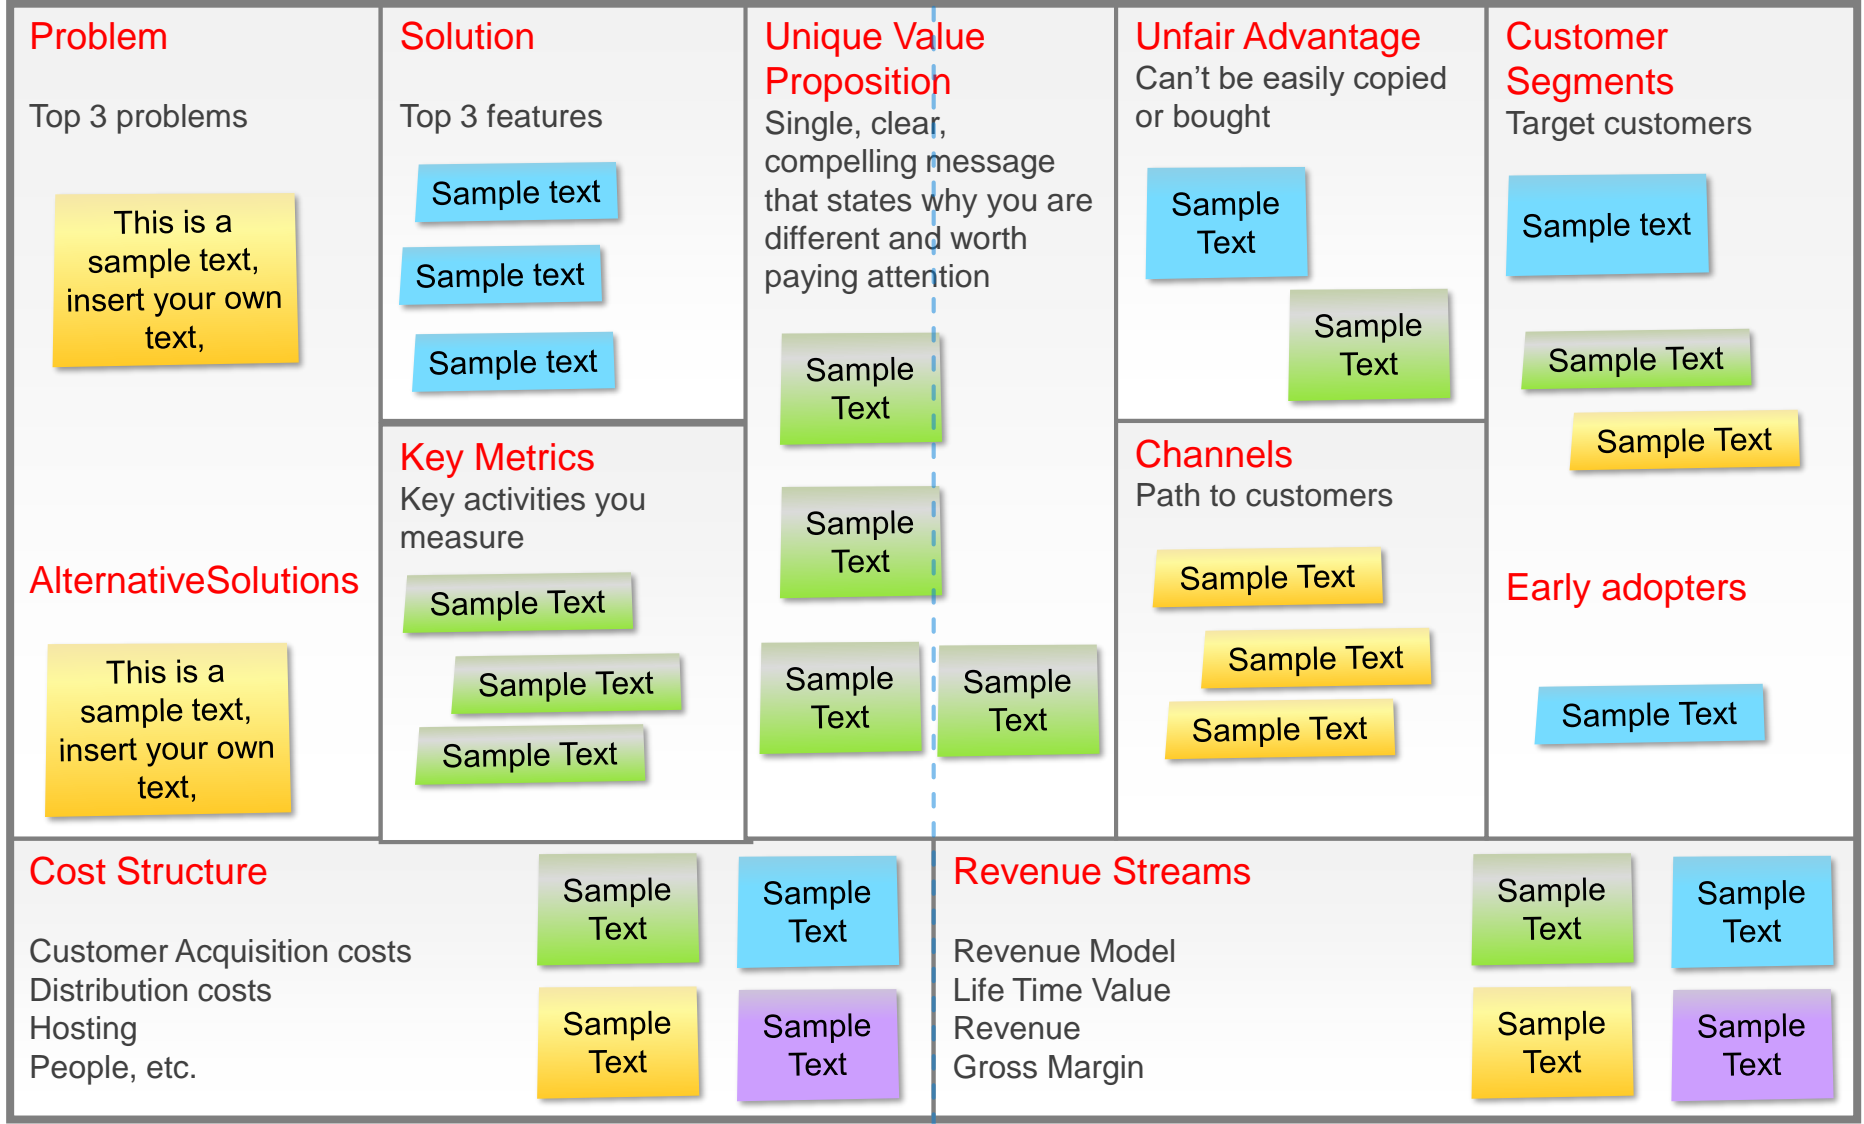 Problem
Top 3 problems
This is a
sample text,
insert your own
text,
AlternativeSolutions
This is a
sample text,
insert your own
text,
Solution
Top 3 features
Sample text
Sample text
Sample text
Key Metrics
Key activities you
measure
Sample Text
Sample Text
Sample Text
Unique Value
Proposition
Single, clear,
compelling message
that states why you are
different and worth
paying attention
Sample
Text
Sample
Text
Sample
Text
Sample
Text
Unfair Advantage
Can't be easily copied
or bought
Sample
Text
Sample
Text
Channels
Path to customers
Sample Text
Sample Text
Sample Text
Customer
Segments
Target customers
Sample text
Sample Text
Sample Text
Early adopters
Sample Text
Cost Structure
Customer Acquisition costs
Distribution costs
Hosting
People, etc.
Sample
Text
Sample
Text
Sample
Text
Sample
Text
Revenue Streams
Revenue Model
Life Time Value
Revenue
Gross Margin
Sample
Text
Sample
Text
Sample
Text
Sample
Text